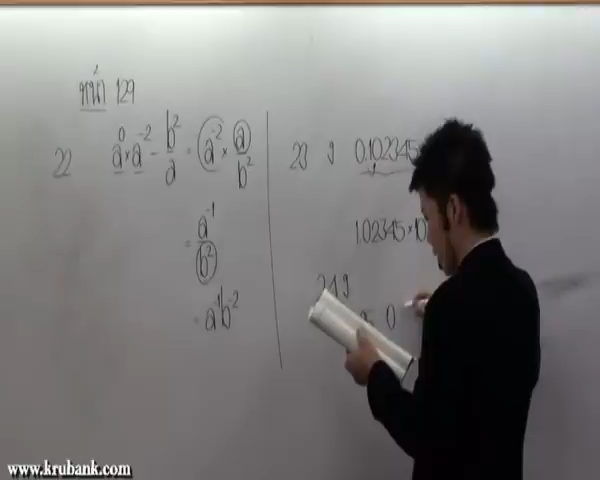 หน้า 129
22 a⁰ × a⁻² ÷ b²/a = a⁻² × a/b²
= a⁻¹/b²
= a⁻¹b⁻²
23 0.102345
1.02345 × 10
0
www.krubank.com